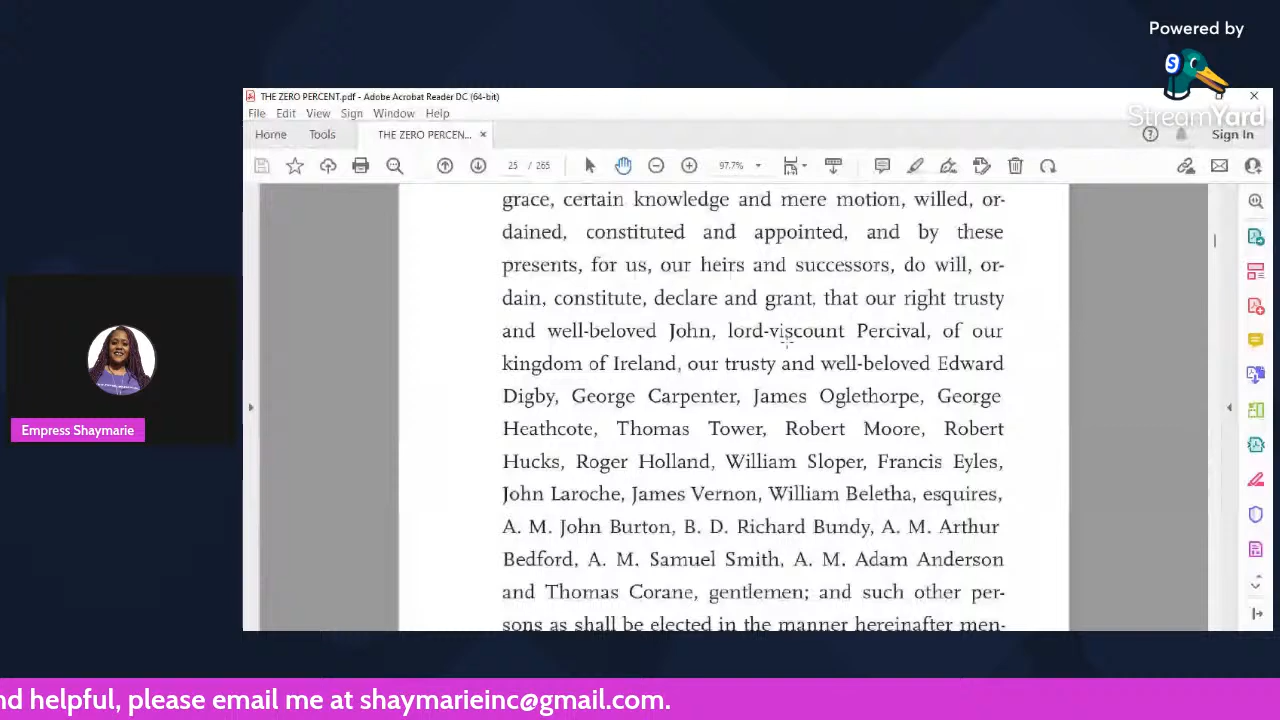 Powered by
StreamYard
THE ZERO PERCENT.pdf - Adobe Acrobat Reader DC (64-bit)
File Edit View Sign Window Help
Home Tools THE ZERO PERCEN... × Sign In
25 / 265 97.7%
grace, certain knowledge and mere motion, willed, or-
dained, constituted and appointed, and by these
presents, for us, our heirs and successors, do will, or-
dain, constitute, declare and grant, that our right trusty
and well-beloved John, lord-viscount Percival, of our
kingdom of Ireland, our trusty and well-beloved Edward
Digby, George Carpenter, James Oglethorpe, George
Heathcote, Thomas Tower, Robert Moore, Robert
Hucks, Roger Holland, William Sloper, Francis Eyles,
John Laroche, James Vernon, William Beletha, esquires,
A. M. John Burton, B. D. Richard Bundy, A. M. Arthur
Bedford, A. M. Samuel Smith, A. M. Adam Anderson
and Thomas Corane, gentlemen; and such other per-
sons as shall be elected in the manner hereinafter men-
Empress Shaymarie
nd helpful, please email me at shaymarieinc@gmail.com.